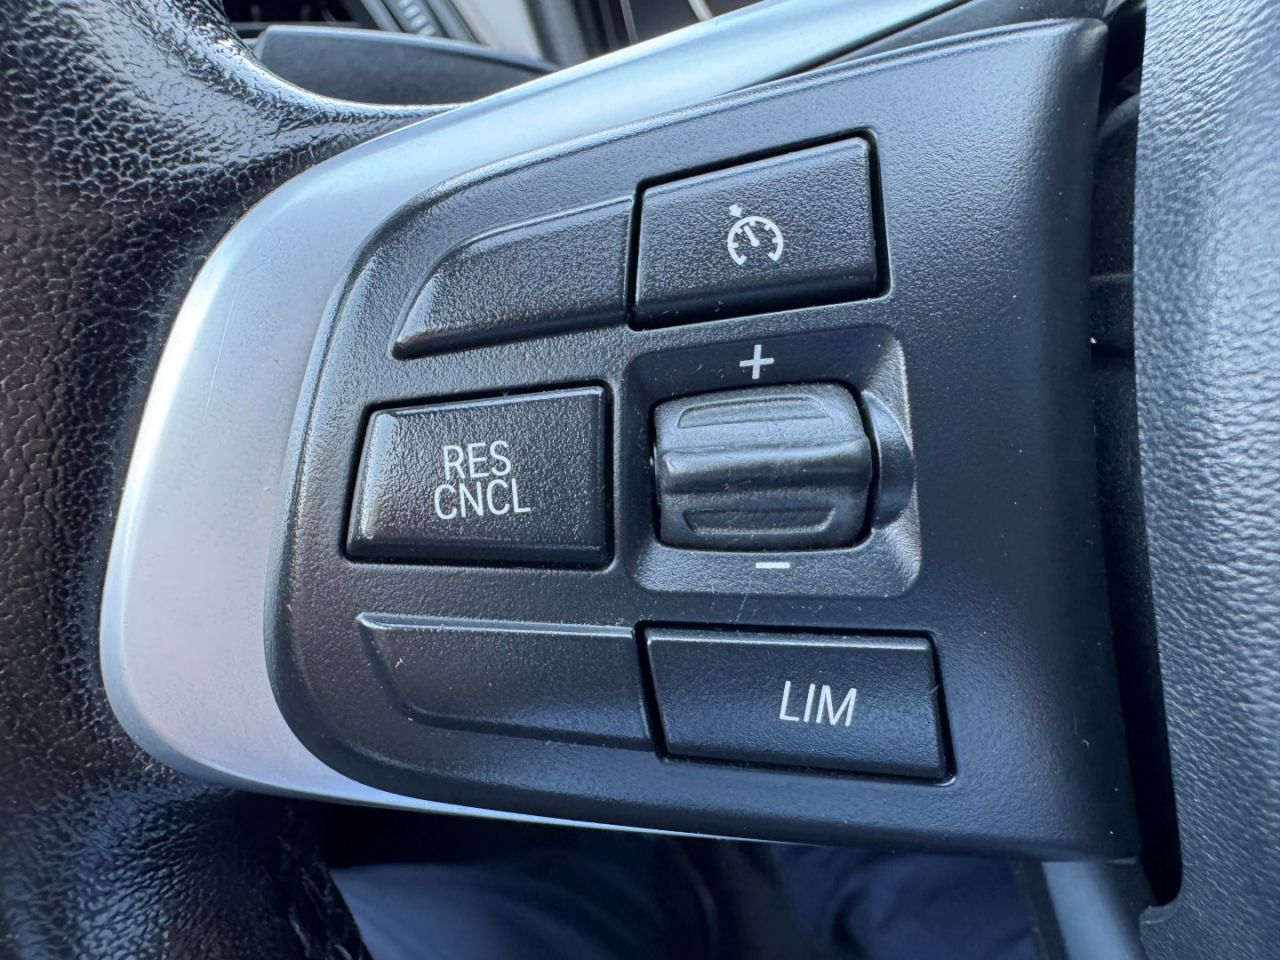 +
RES
CNCL
–
LIM